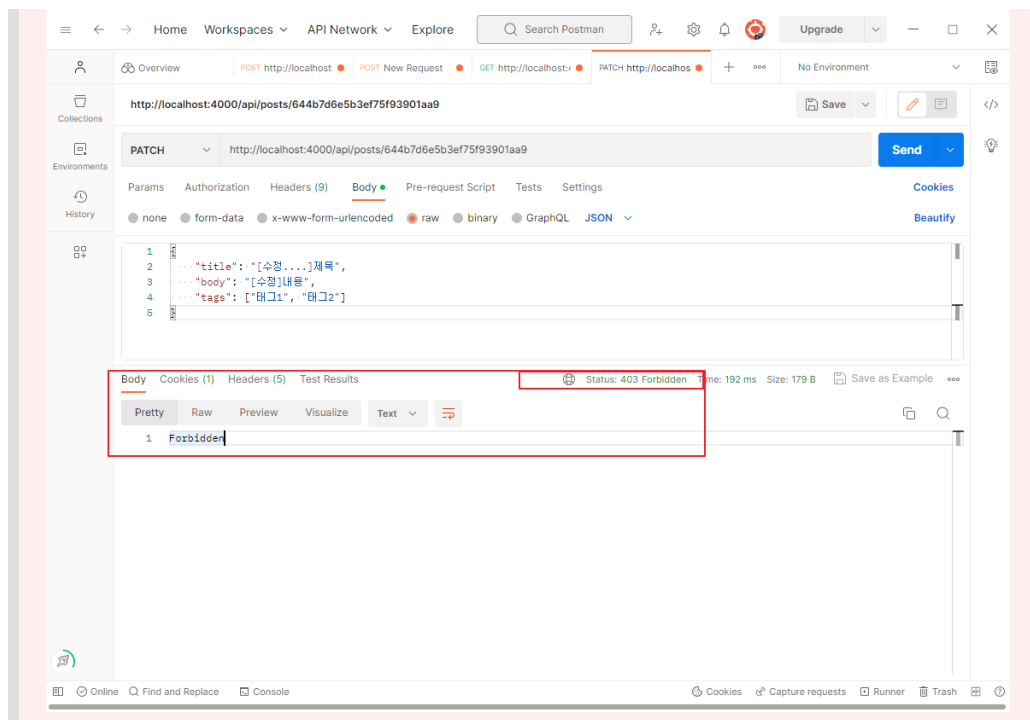 Home Workspaces API Network Explore Search Postman Upgrade
Overview POST http://localhost POST New Request GET http://localhost:4 PATCH http://localhos No Environment
Collections
Environments
History
http://localhost:4000/api/posts/644b7d6e5b3ef75f93901aa9 Save
PATCH http://localhost:4000/api/posts/644b7d6e5b3ef75f93901aa9 Send
Params Authorization Headers (9) Body Pre-request Script Tests Settings Cookies
none form-data x-www-form-urlencoded raw binary GraphQL JSON Beautify
1 {
2 ····"title":·"[수정....]제목",
3 ····"body":·"[수정]내용",
4 ····"tags":·["태그1",·"태그2"]
5 }
Body Cookies (1) Headers (5) Test Results Status: 403 Forbidden Time: 192 ms Size: 179 B Save as Example
Pretty Raw Preview Visualize Text
1 Forbidden
Online Find and Replace Console Cookies Capture requests Runner Trash